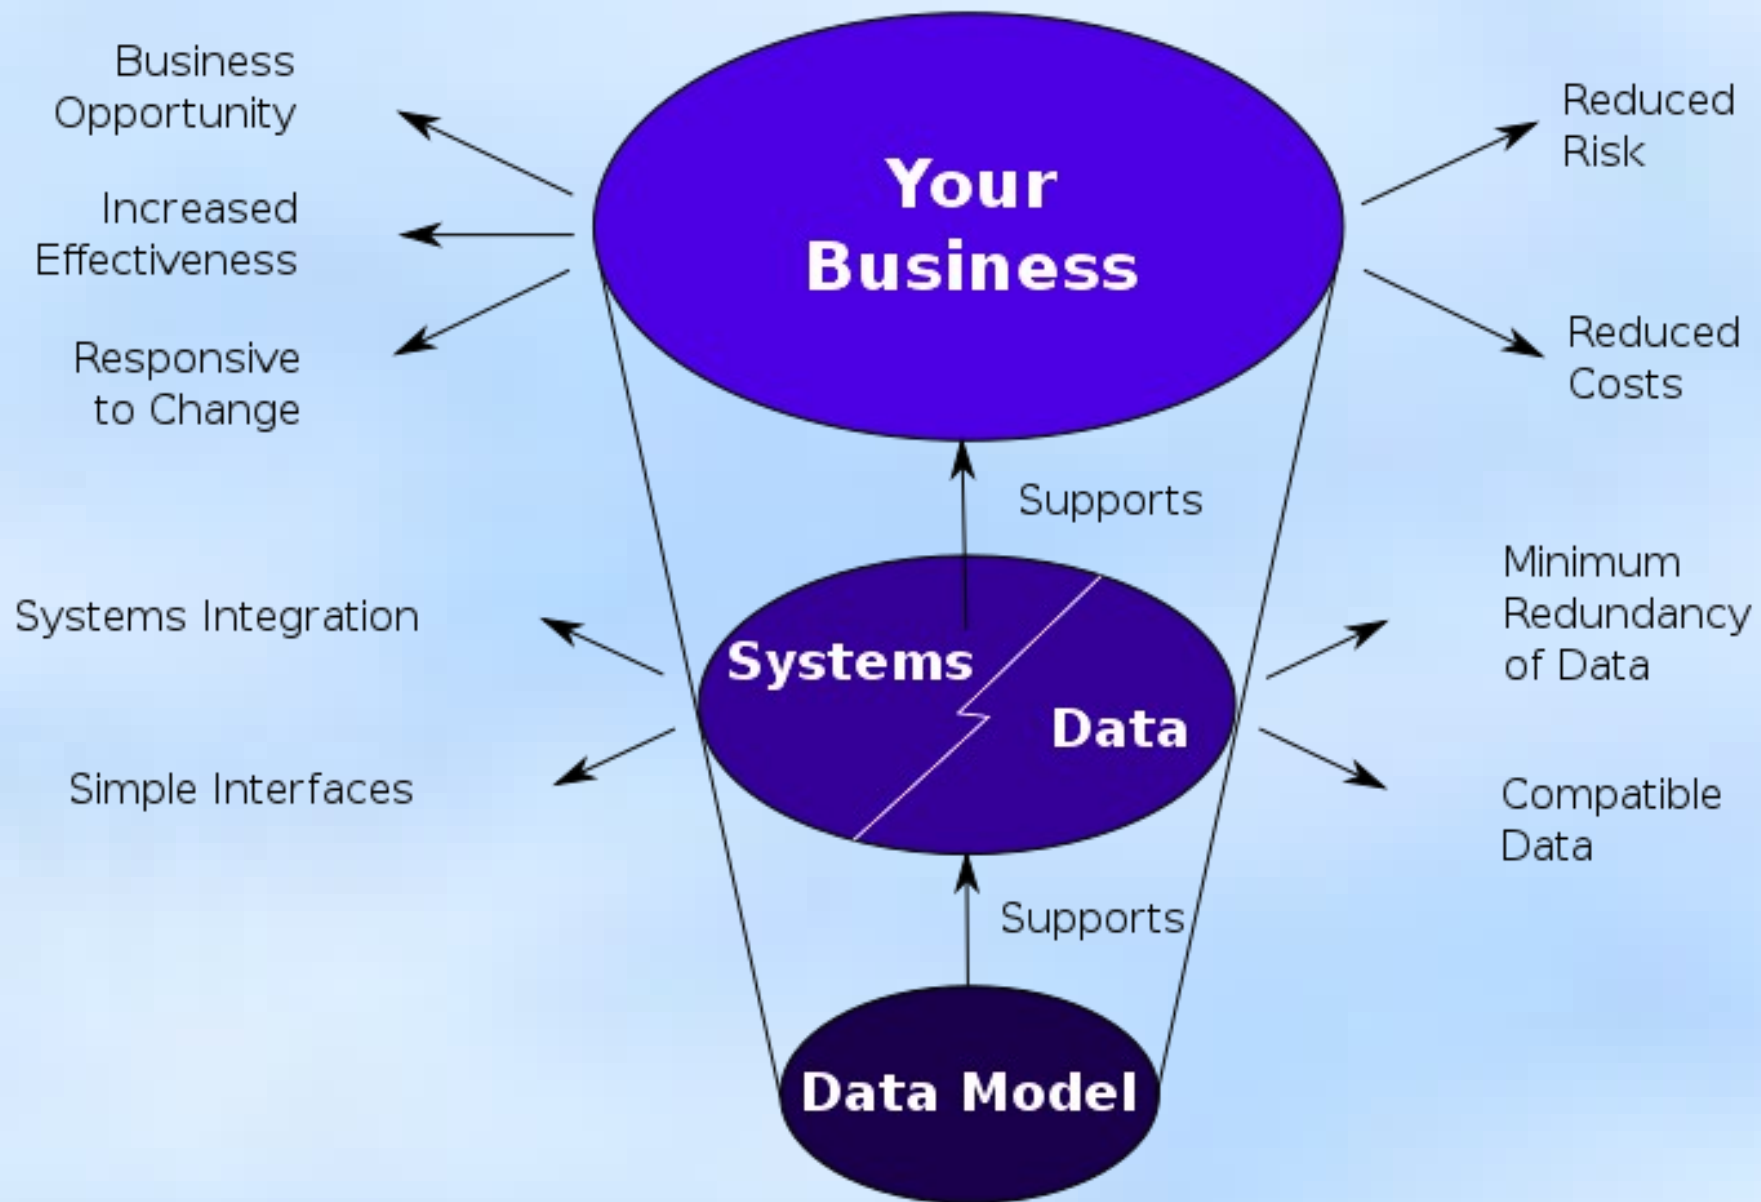 Business
Opportunity
Increased
Effectiveness
Responsive
to Change
Your
Business
Reduced
Risk
Reduced
Costs
Supports
Systems Integration
Simple Interfaces
Systems
Data
Minimum
Redundancy
of Data
Compatible
Data
Supports
Data Model